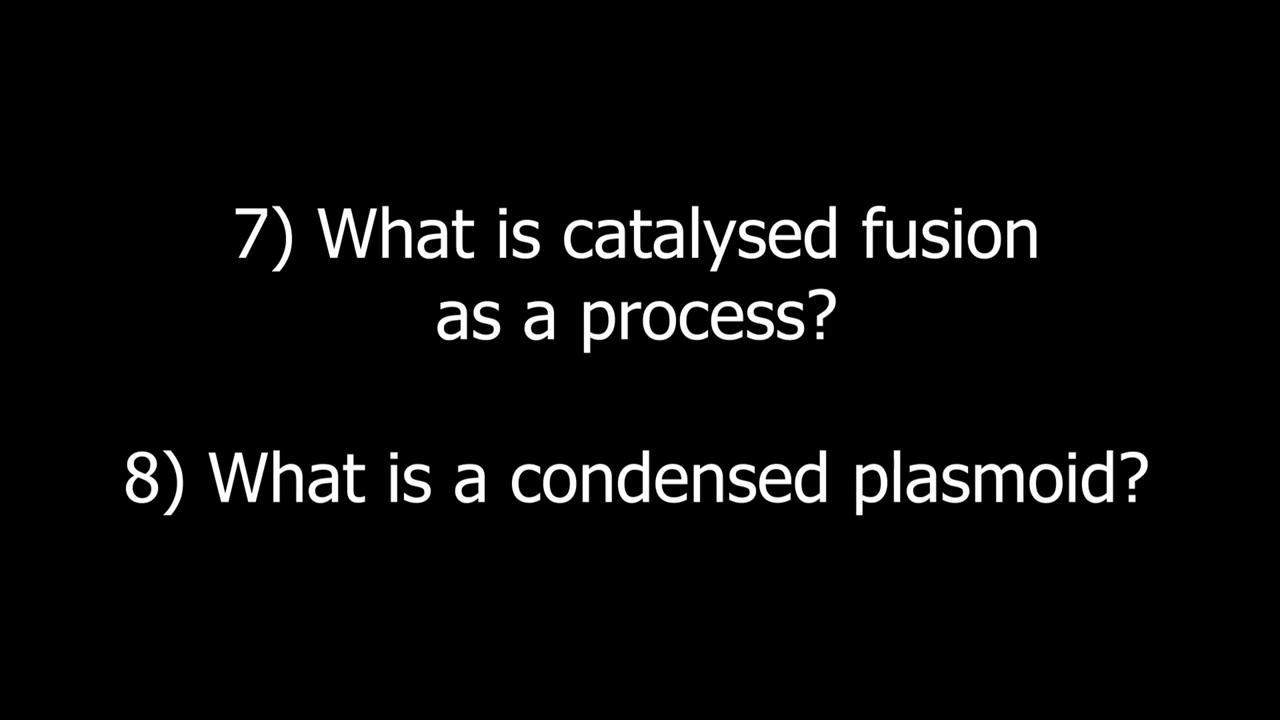 7) What is catalysed fusion
as a process?
8) What is a condensed plasmoid?